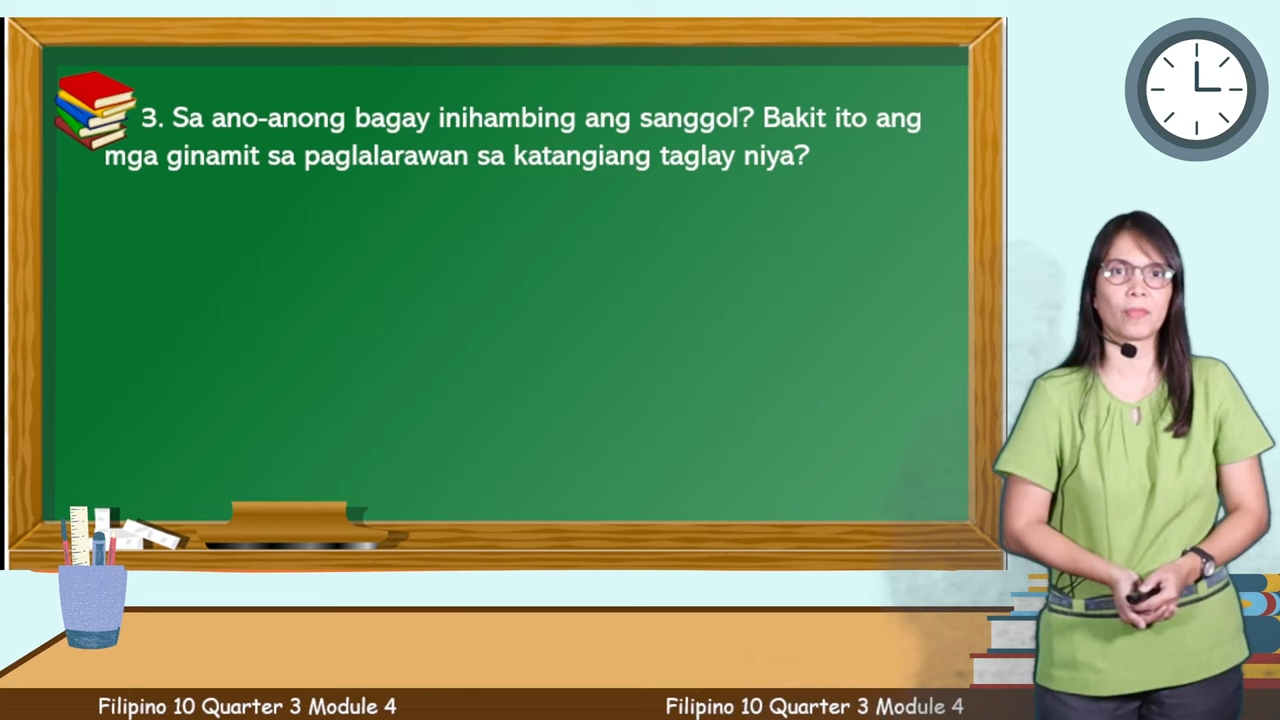 3. Sa ano-anong bagay inihambing ang sanggol? Bakit ito ang
mga ginamit sa paglalarawan sa katangiang taglay niya?
Filipino 10 Quarter 3 Module 4
Filipino 10 Quarter 3 Module 4